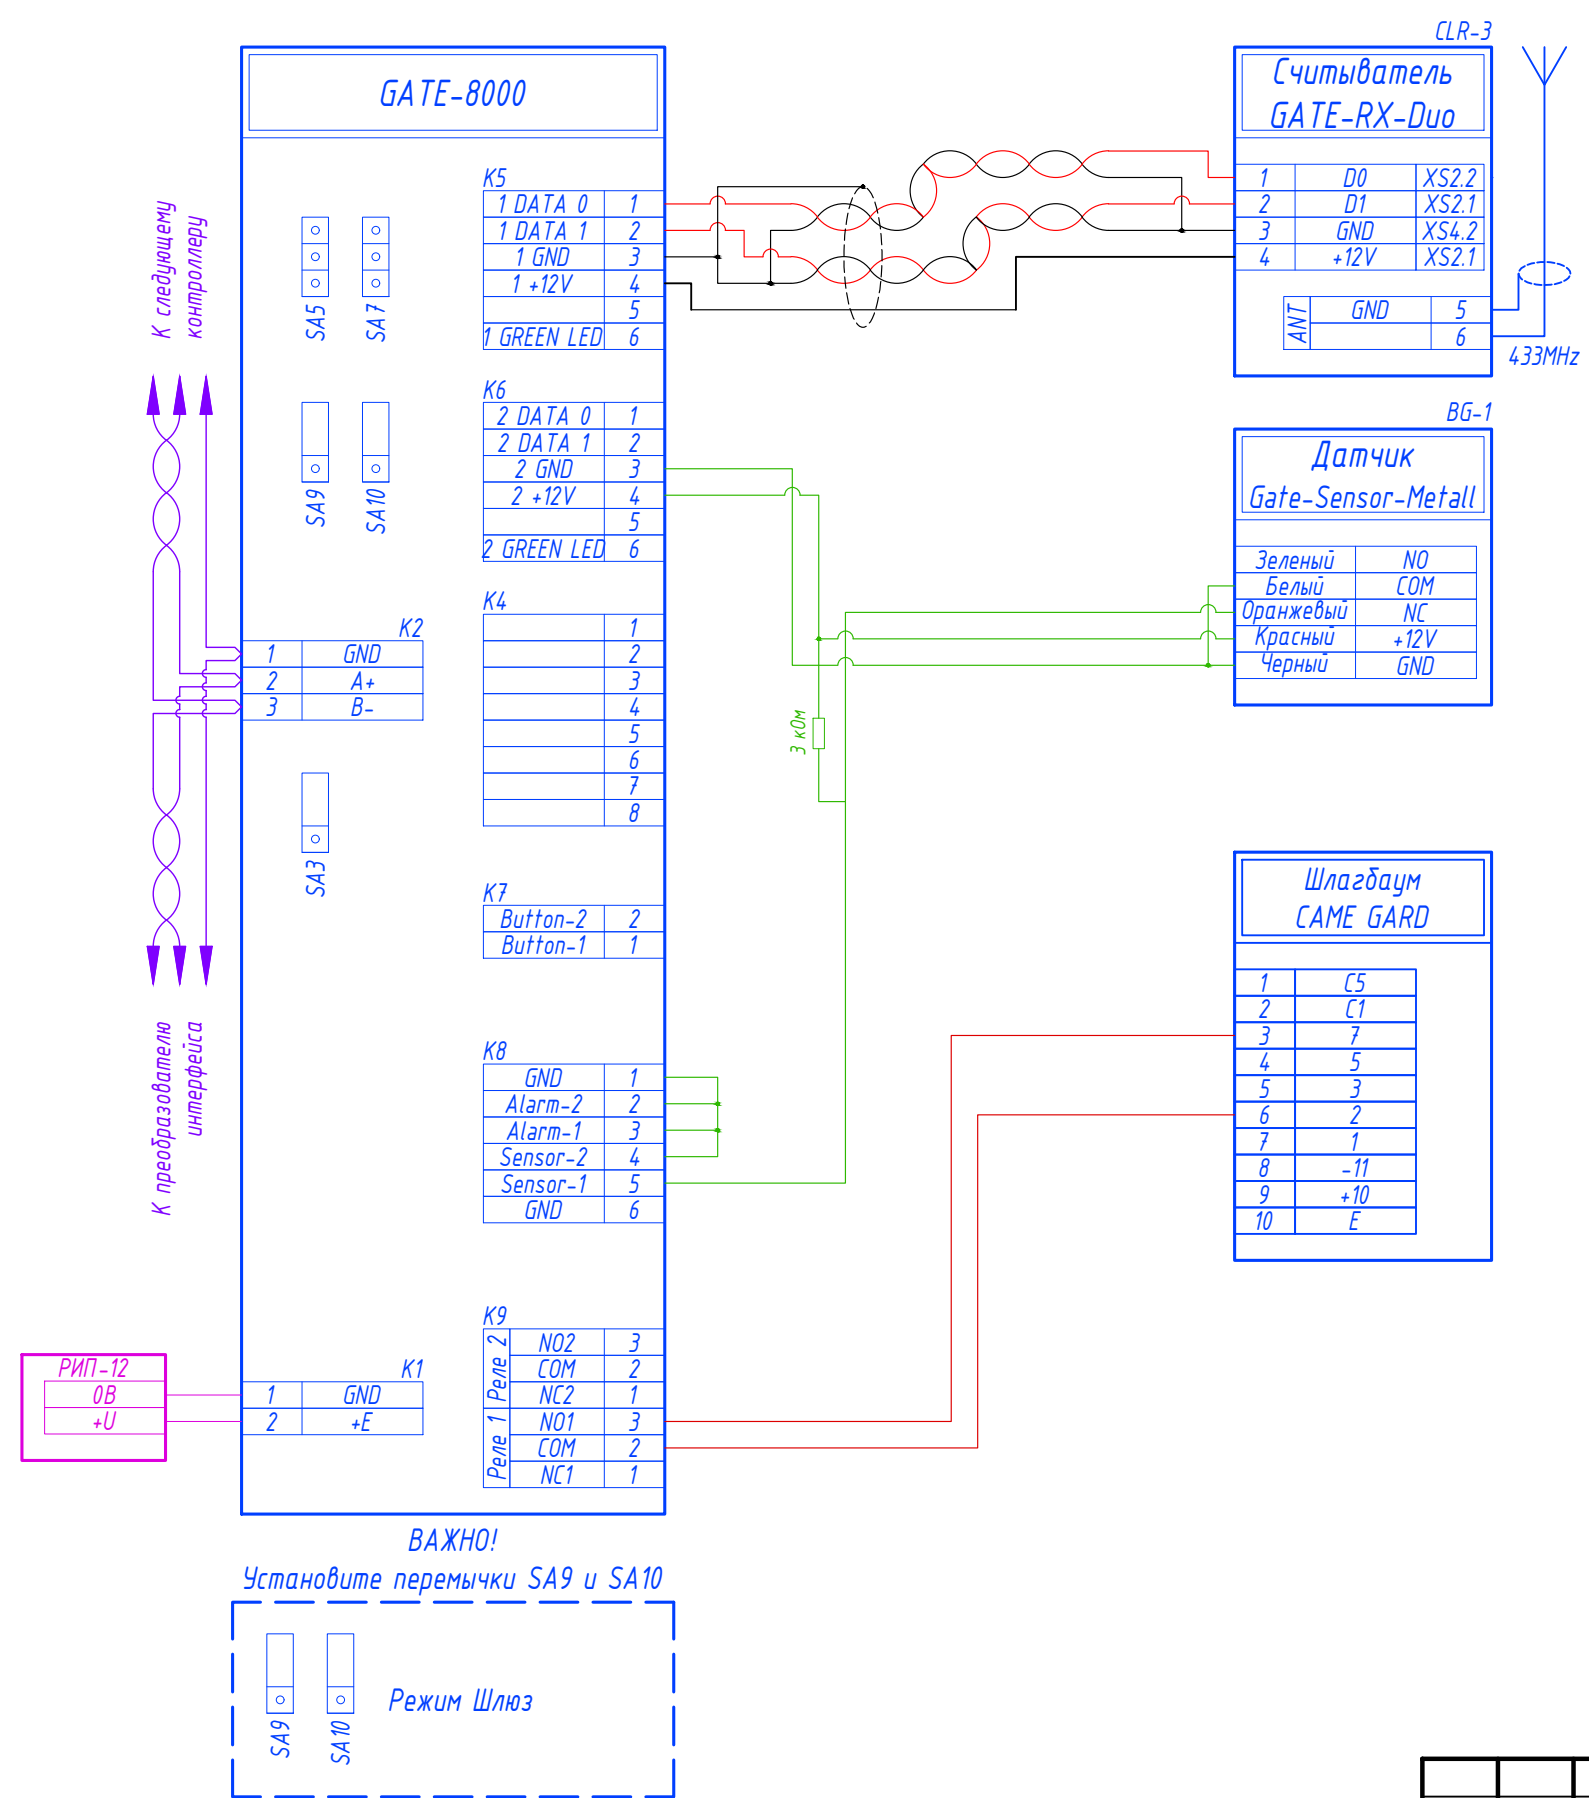 GATE-8000
К следующему
контроллеру
SA5
SA7
SA9
SA10
K5
1 DATA 0 1
1 DATA 1 2
1 GND 3
1 +12V 4
5
1 GREEN LED 6
K6
2 DATA 0 1
2 DATA 1 2
2 GND 3
2 +12V 4
5
2 GREEN LED 6
K4
1
2
3
4
5
6
7
8
K2
1 GND
2 A+
3 B-
SA3
K7
Button-2 2
Button-1 1
К преобразователю
интерфейса
K8
GND 1
Alarm-2 2
Alarm-1 3
Sensor-2 4
Sensor-1 5
GND 6
K9
Реле 2
NO2 3
COM 2
NC2 1
Реле 1
NO1 3
COM 2
NC1 1
РИП-12
0В
+U
K1
1 GND
2 +E
3 кОм
CLR-3
Считыватель
GATE-RX-Duo
1 D0 XS2.2
2 D1 XS2.1
3 GND XS4.2
4 +12V XS2.1
ANT
GND 5
6
433MHz
BG-1
Датчик
Gate-Sensor-Metall
Зеленый NO
Белый COM
Оранжевый NC
Красный +12V
Черный GND
Шлагбаум
CAME GARD
1 C5
2 C1
3 7
4 5
5 3
6 2
7 1
8 -11
9 +10
10 E
ВАЖНО!
Установите перемычки SA9 и SA10
SA9
SA10
Режим Шлюз